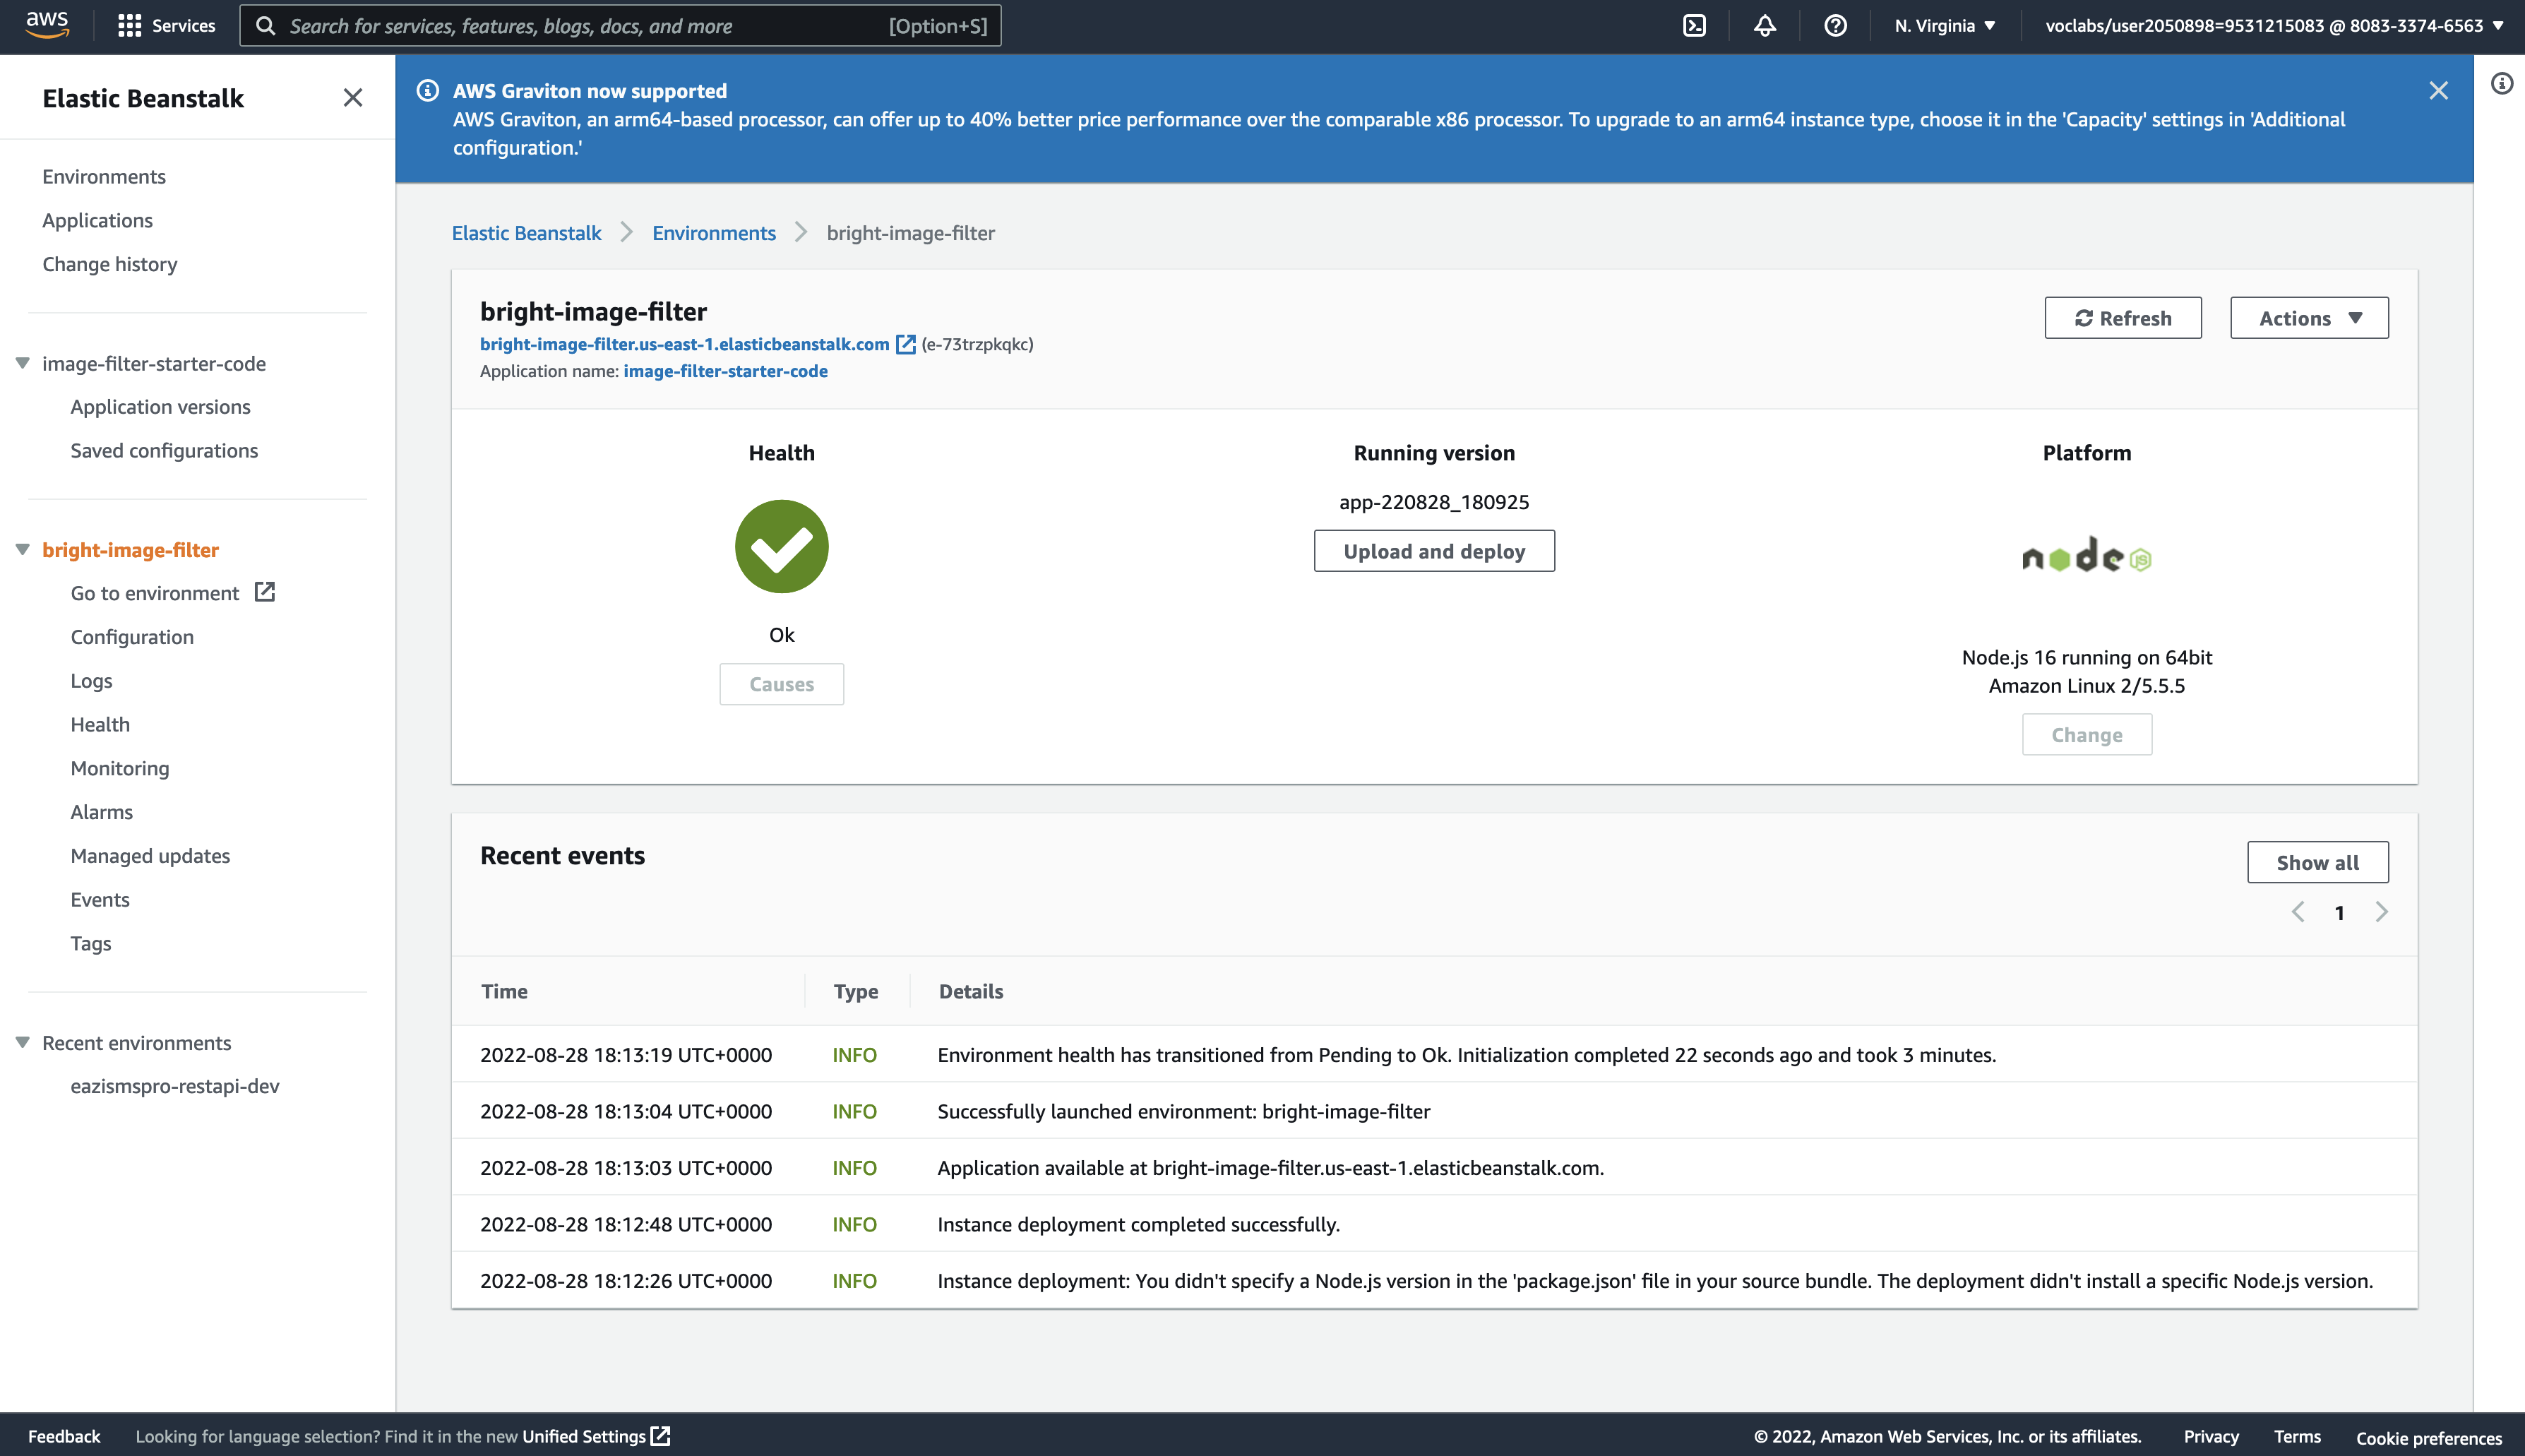 aws
Services
Search for services, features, blogs, docs, and more
[Option+S]
N. Virginia
voclabs/user2050898=9531215083 @ 8083-3374-6563
Elastic Beanstalk
Environments
Applications
Change history
image-filter-starter-code
Application versions
Saved configurations
bright-image-filter
Go to environment
Configuration
Logs
Health
Monitoring
Alarms
Managed updates
Events
Tags
Recent environments
eazismspro-restapi-dev
AWS Graviton now supported
AWS Graviton, an arm64-based processor, can offer up to 40% better price performance over the comparable x86 processor. To upgrade to an arm64 instance type, choose it in the 'Capacity' settings in 'Additional
configuration.'
Elastic Beanstalk > Environments > bright-image-filter
bright-image-filter
bright-image-filter.us-east-1.elasticbeanstalk.com (e-73trzpkqkc)
Application name: image-filter-starter-code
Refresh
Actions
Health
Ok
Causes
Running version
app-220828_180925
Upload and deploy
Platform
node JS
Node.js 16 running on 64bit
Amazon Linux 2/5.5.5
Change
Recent events
Show all
1
Time Type Details
2022-08-28 18:13:19 UTC+0000 INFO Environment health has transitioned from Pending to Ok. Initialization completed 22 seconds ago and took 3 minutes.
2022-08-28 18:13:04 UTC+0000 INFO Successfully launched environment: bright-image-filter
2022-08-28 18:13:03 UTC+0000 INFO Application available at bright-image-filter.us-east-1.elasticbeanstalk.com.
2022-08-28 18:12:48 UTC+0000 INFO Instance deployment completed successfully.
2022-08-28 18:12:26 UTC+0000 INFO Instance deployment: You didn't specify a Node.js version in the 'package.json' file in your source bundle. The deployment didn't install a specific Node.js version.
Feedback
Looking for language selection? Find it in the new Unified Settings
© 2022, Amazon Web Services, Inc. or its affiliates.
Privacy
Terms
Cookie preferences